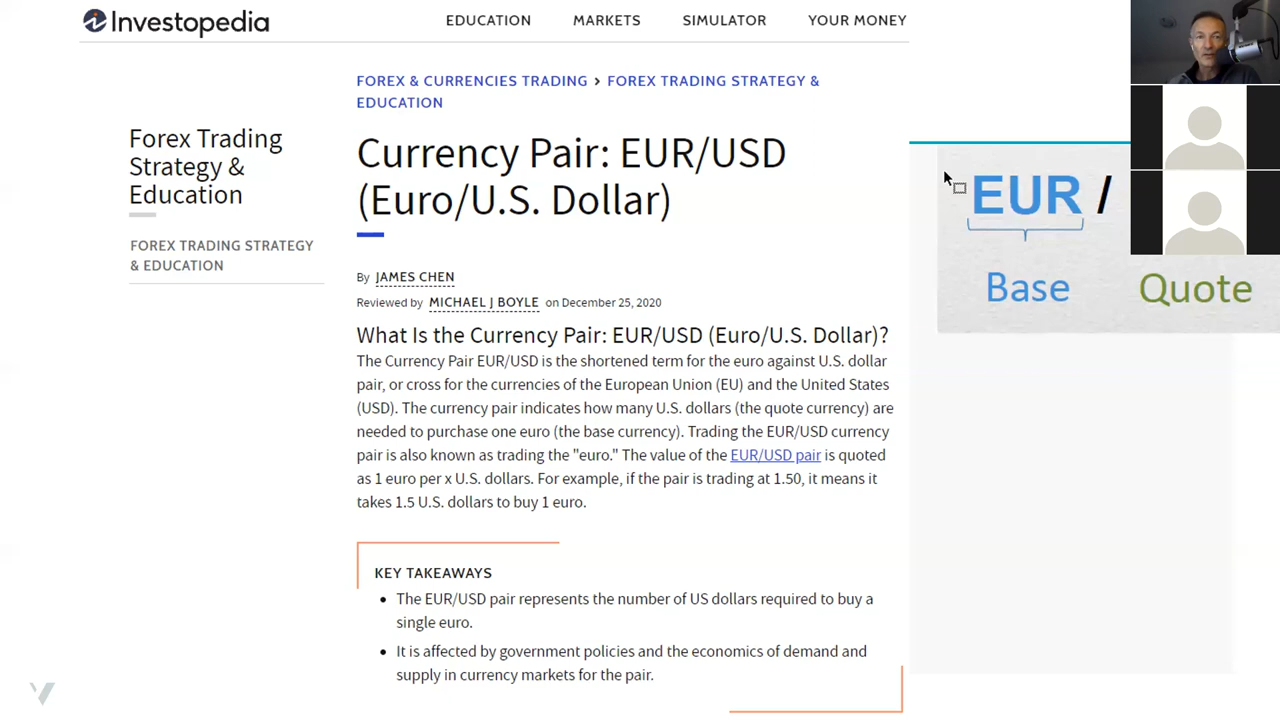 Investopedia
EDUCATION MARKETS SIMULATOR YOUR MONEY
FOREX & CURRENCIES TRADING > FOREX TRADING STRATEGY &
EDUCATION
Forex Trading
Strategy &
Education
FOREX TRADING STRATEGY
& EDUCATION
Currency Pair: EUR/USD
(Euro/U.S. Dollar)
By JAMES CHEN
Reviewed by MICHAEL J BOYLE on December 25, 2020
What Is the Currency Pair: EUR/USD (Euro/U.S. Dollar)?
The Currency Pair EUR/USD is the shortened term for the euro against U.S. dollar
pair, or cross for the currencies of the European Union (EU) and the United States
(USD). The currency pair indicates how many U.S. dollars (the quote currency) are
needed to purchase one euro (the base currency). Trading the EUR/USD currency
pair is also known as trading the "euro." The value of the EUR/USD pair is quoted
as 1 euro per x U.S. dollars. For example, if the pair is trading at 1.50, it means it
takes 1.5 U.S. dollars to buy 1 euro.
KEY TAKEAWAYS
• The EUR/USD pair represents the number of US dollars required to buy a
single euro.
• It is affected by government policies and the economics of demand and
supply in currency markets for the pair.
EUR /
Base Quote